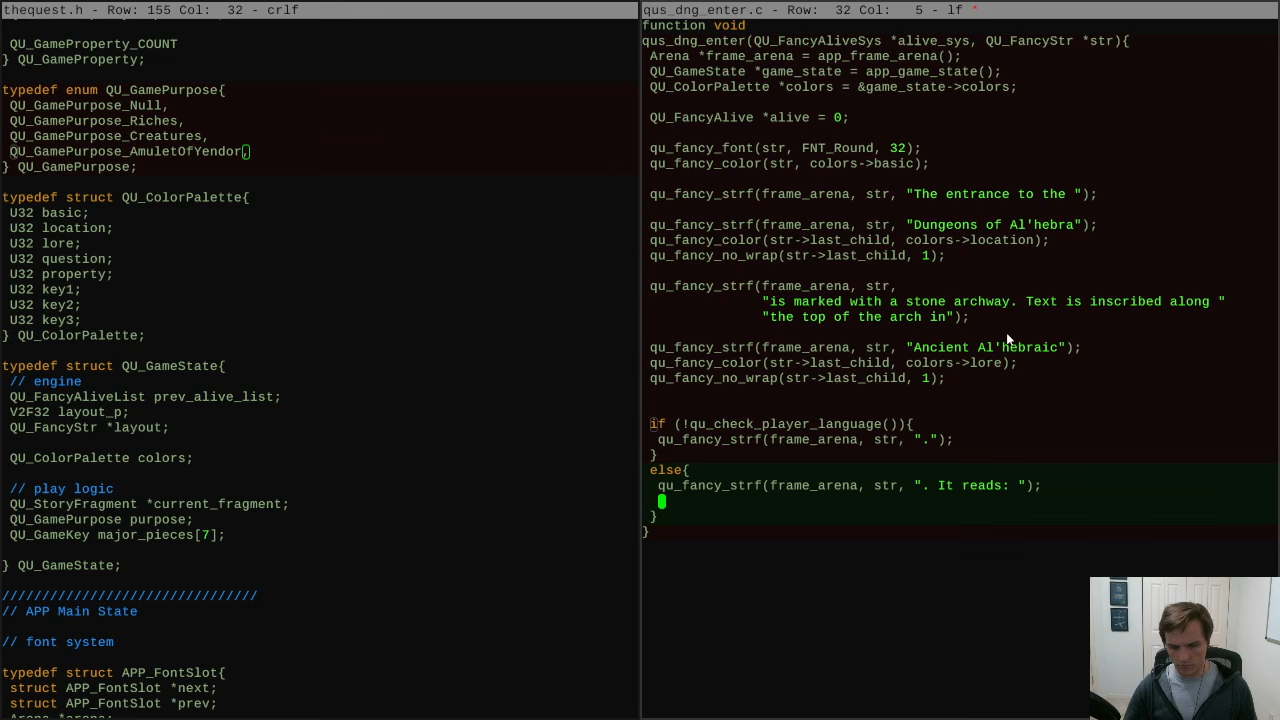 thequest.h - Row: 155 Col:  32 - crlf
QU_GameProperty_COUNT
} QU_GameProperty;
typedef enum QU_GamePurpose{
QU_GamePurpose_Null,
QU_GamePurpose_Riches,
QU_GamePurpose_Creatures,
QU_GamePurpose_AmuletOfYendor,
} QU_GamePurpose;
typedef struct QU_ColorPalette{
U32 basic;
U32 location;
U32 lore;
U32 question;
U32 property;
U32 key1;
U32 key2;
U32 key3;
} QU_ColorPalette;
typedef struct QU_GameState{
// engine
QU_FancyAliveList prev_alive_list;
V2F32 layout_p;
QU_FancyStr *layout;
QU_ColorPalette colors;
// play logic
QU_StoryFragment *current_fragment;
QU_GamePurpose purpose;
QU_GameKey major_pieces[7];
} QU_GameState;
////////////////////////////////
// APP Main State
// font system
typedef struct APP_FontSlot{
struct APP_FontSlot *next;
struct APP_FontSlot *prev;
qus_dng_enter.c - Row:  32 Col:   5 - lf *
function void
qus_dng_enter(QU_FancyAliveSys *alive_sys, QU_FancyStr *str){
Arena *frame_arena = app_frame_arena();
QU_GameState *game_state = app_game_state();
QU_ColorPalette *colors = &game_state->colors;
QU_FancyAlive *alive = 0;
qu_fancy_font(str, FNT_Round, 32);
qu_fancy_color(str, colors->basic);
qu_fancy_strf(frame_arena, str, "The entrance to the ");
qu_fancy_strf(frame_arena, str, "Dungeons of Al'hebra");
qu_fancy_color(str->last_child, colors->location);
qu_fancy_no_wrap(str->last_child, 1);
qu_fancy_strf(frame_arena, str,
"is marked with a stone archway. Text is inscribed along "
"the top of the arch in");
qu_fancy_strf(frame_arena, str, "Ancient Al'hebraic");
qu_fancy_color(str->last_child, colors->lore);
qu_fancy_no_wrap(str->last_child, 1);
if (!qu_check_player_language()){
qu_fancy_strf(frame_arena, str, ".");
}
else{
qu_fancy_strf(frame_arena, str, ". It reads: ");
}
}